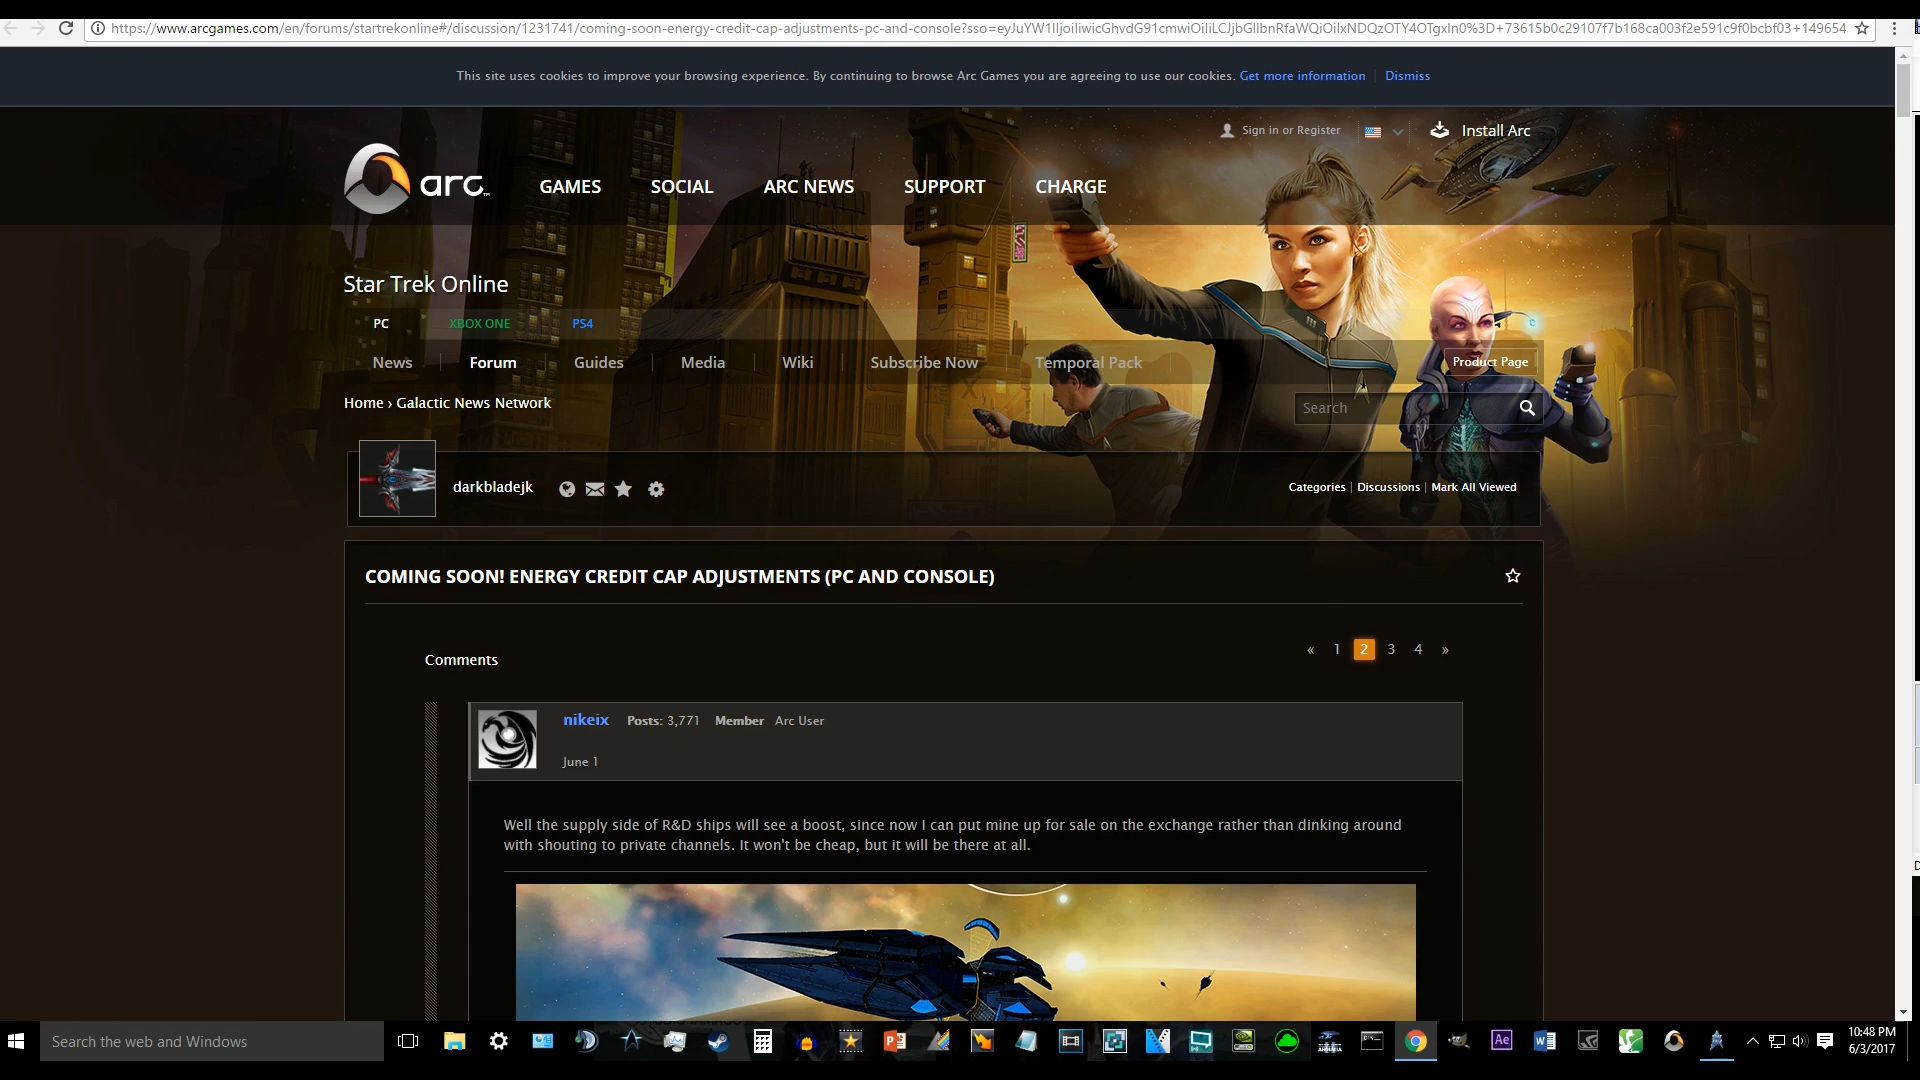 https://www.arcgames.com/en/forums/startrekonline#/discussion/1231741/coming-soon-energy-credit-cap-adjustments-pc-and-console?sso=eyJuYW1lIjoiIiwicGhvdG91cmwiOiIiLCJjbGllbnRfaWQiOiIxNDQzOTY4OTgxIn0%3D+73615b0c29107f7b168ca003f2e591c9f0bcbf03+149654
This site uses cookies to improve your browsing experience. By continuing to browse Arc Games you are agreeing to use our cookies. Get more information | Dismiss
Sign in or Register
Install Arc
arc™
GAMES SOCIAL ARC NEWS SUPPORT CHARGE
Star Trek Online
PC XBOX ONE PS4
News Forum Guides Media Wiki Subscribe Now Temporal Pack
Product Page
Home › Galactic News Network
Search
darkbladejk
Categories | Discussions | Mark All Viewed
COMING SOON! ENERGY CREDIT CAP ADJUSTMENTS (PC AND CONSOLE)
« 1 2 3 4 »
Comments
nikeix Posts: 3,771 Member Arc User
June 1
Well the supply side of R&D ships will see a boost, since now I can put mine up for sale on the exchange rather than dinking around
with shouting to private channels. It won't be cheap, but it will be there at all.
Search the web and Windows
Ae
10:48 PM
6/3/2017